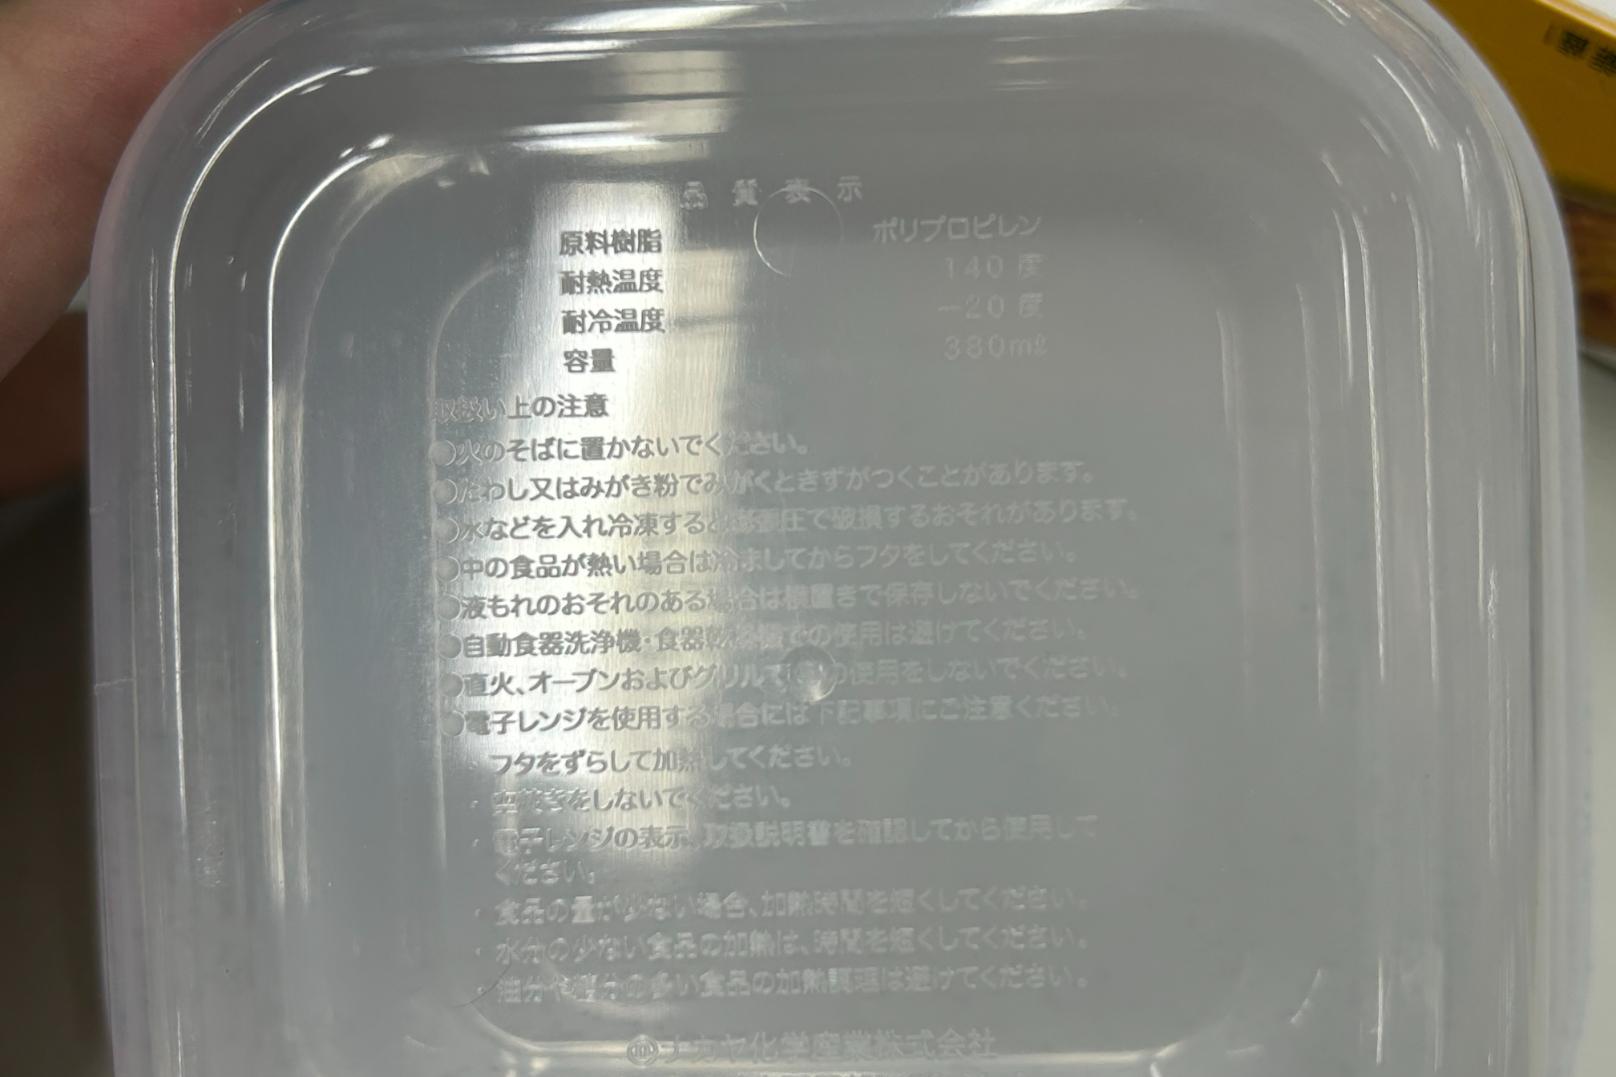 品質表示
原料樹脂 ポリプロピレン
耐熱温度 140度
耐冷温度 −20度
容量 380mℓ
取扱い上の注意
●火のそばに置かないでください。
●たわし又はみがき粉でみがくときずがつくことがあります。
●水などを入れ冷凍すると膨張圧で破損するおそれがあります。
●中の食品が熱い場合は冷ましてからフタをしてください。
●液もれのおそれのある場合は横置きで保存しないでください。
●自動食器洗浄機・食器乾燥機での使用は避けてください。
●直火、オーブンおよびグリルでの使用をしないでください。
●電子レンジを使用する場合には下記事項にご注意ください。
フタをずらして加熱してください。
・空炊きをしないでください。
・電子レンジの表示、取扱説明書を確認してから使用して
ください。
・食品の量が少ない場合、加熱時間を短くしてください。
・水分の少ない食品の加熱は、時間を短くしてください。
・油分や糖分の多い食品の加熱調理は避けてください。
ナカヤ化学産業株式会社